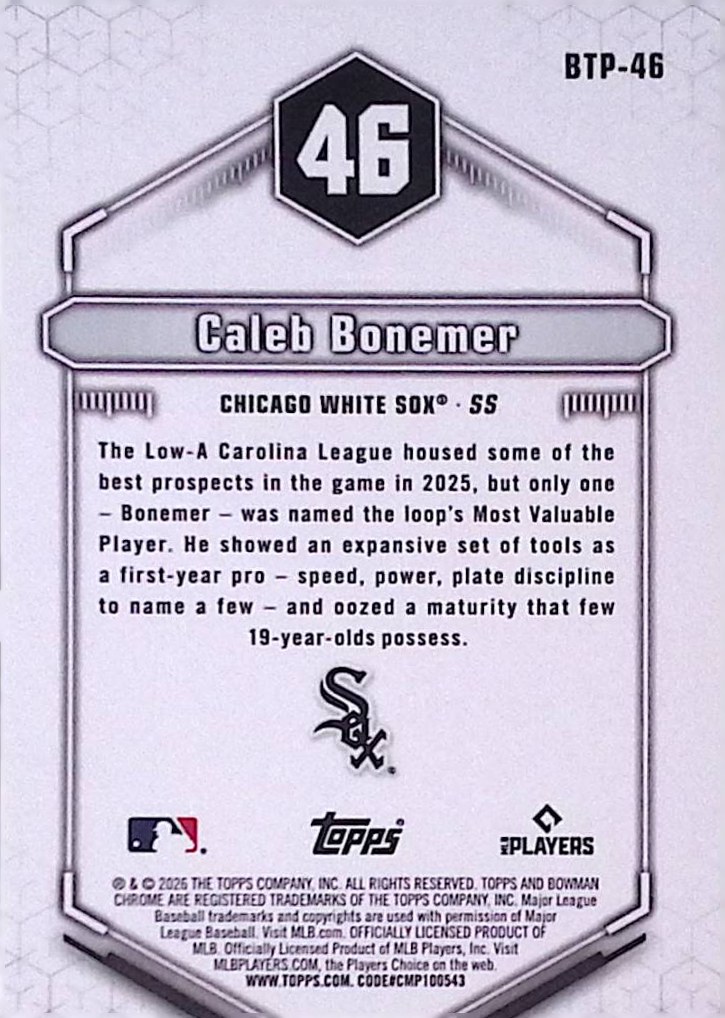 BTP-46
46
Caleb Bonemer
CHICAGO WHITE SOX® · SS
The Low-A Carolina League housed some of the
best prospects in the game in 2025, but only one
– Bonemer – was named the loop's Most Valuable
Player. He showed an expansive set of tools as
a first-year pro – speed, power, plate discipline
to name a few – and oozed a maturity that few
19-year-olds possess.
Sox
Topps®
MLB PLAYERS
® & © 2026 THE TOPPS COMPANY, INC. ALL RIGHTS RESERVED. TOPPS AND BOWMAN
CHROME ARE REGISTERED TRADEMARKS OF THE TOPPS COMPANY, INC. Major League
Baseball trademarks and copyrights are used with permission of Major
League Baseball. Visit MLB.com. OFFICIALLY LICENSED PRODUCT OF
MLB. Officially Licensed Product of MLB Players, Inc. Visit
MLBPLAYERS.COM, the Players Choice on the web.
WWW.TOPPS.COM. CODE#CMP100543